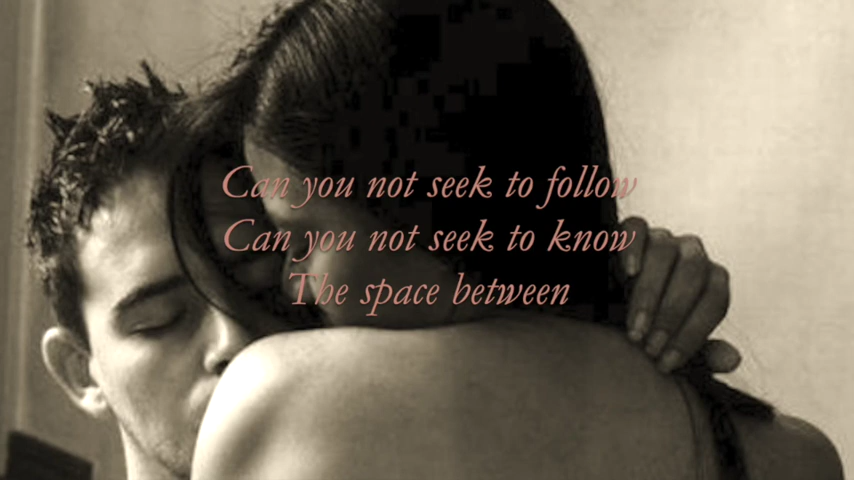 Can you not seek to follow
Can you not seek to know
The space between